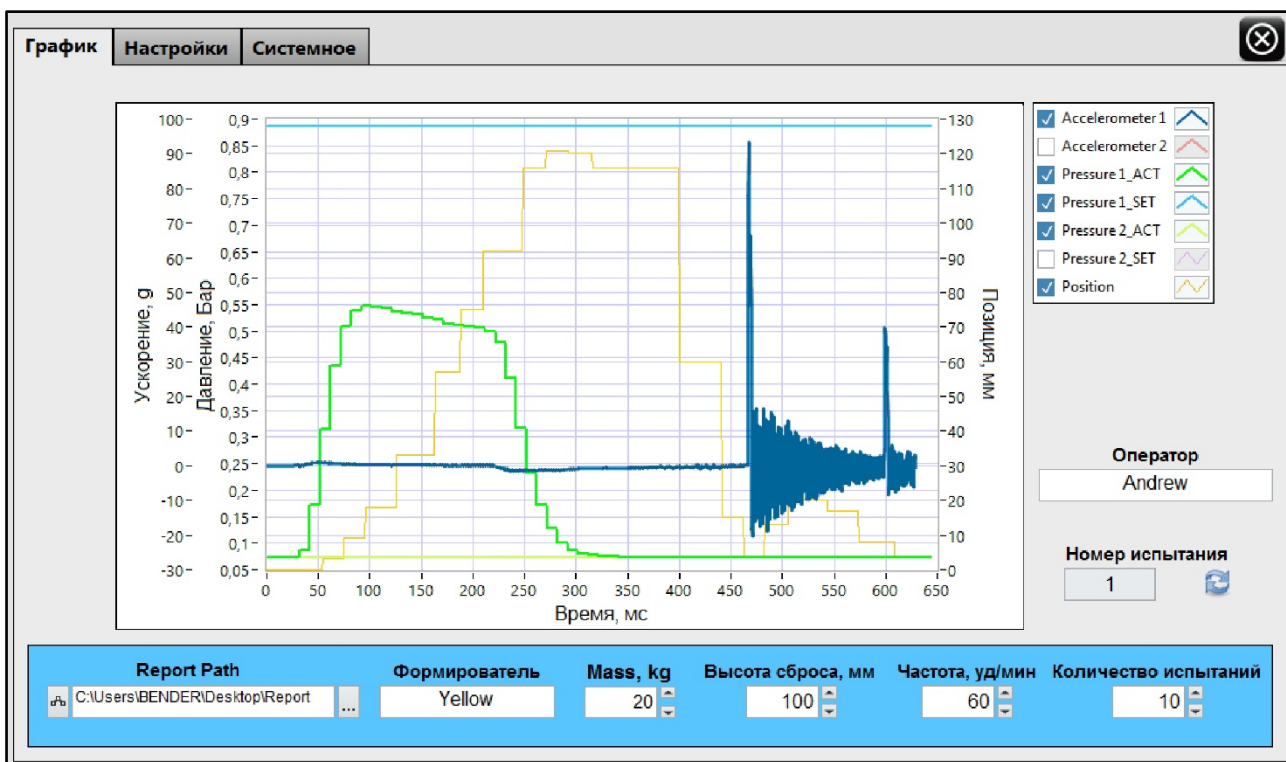 График Настройки Системное
Ускорение, g
100
90
80
70
60
50
40
30
20
10
0
-10
-20
-30
Давление, Бар
0,9
0,85
0,8
0,75
0,7
0,65
0,6
0,55
0,5
0,45
0,4
0,35
0,3
0,25
0,2
0,15
0,1
0,05
130
120
110
100
90
80
70
60
50
40
30
20
10
0
Позиция, мм
0 50 100 150 200 250 300 350 400 450 500 550 600 650
Время, мс
Accelerometer 1
Accelerometer 2
Pressure 1_ACT
Pressure 1_SET
Pressure 2_ACT
Pressure 2_SET
Position
Оператор
Andrew
Номер испытания
1
Report Path
C:\Users\BENDER\Desktop\Report
...
Формирователь
Yellow
Mass, kg
20
Высота сброса, мм
100
Частота, уд/мин
60
Количество испытаний
10